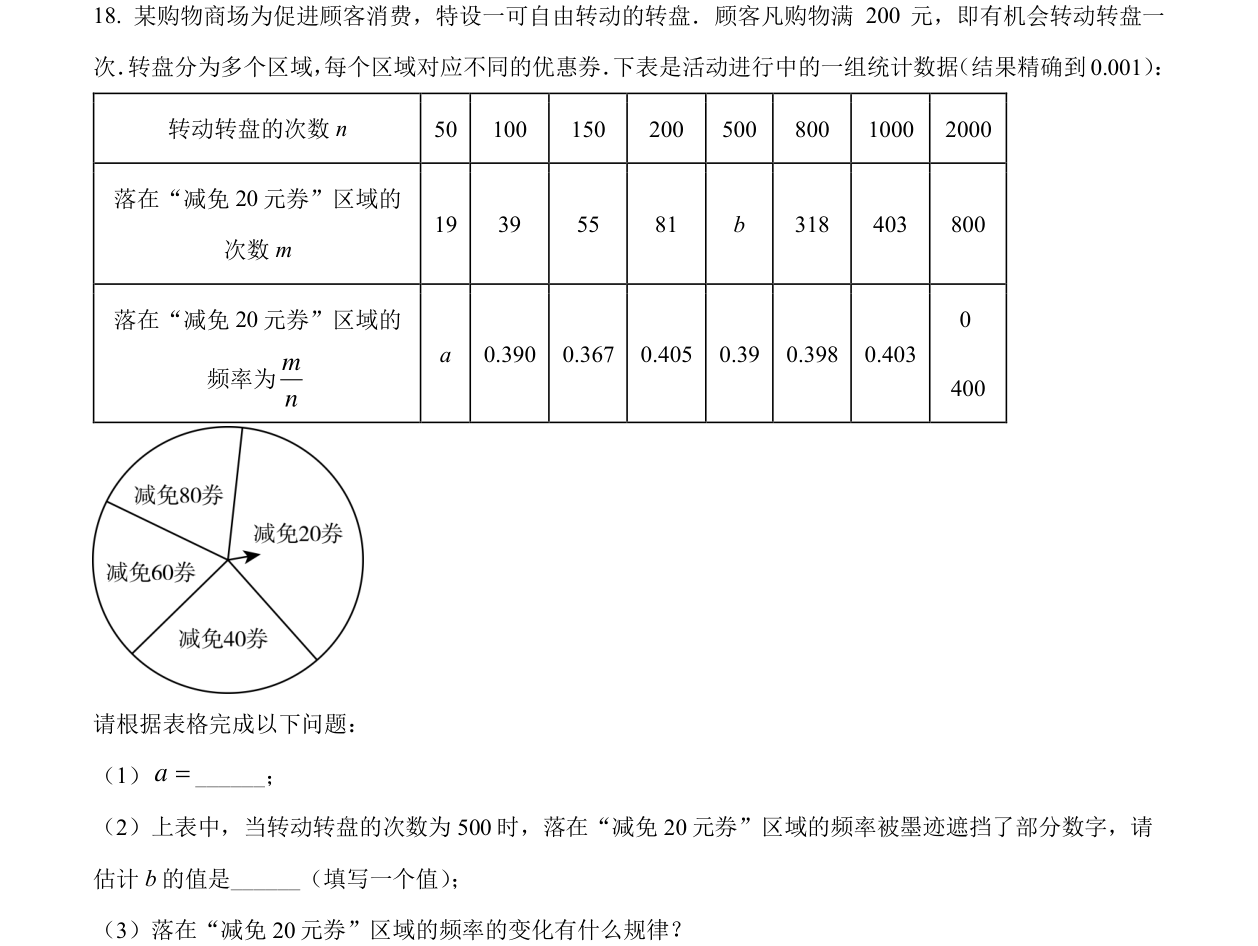 18. 某购物商场为促进顾客消费，特设一可自由转动的转盘．顾客凡购物满 200 元，即有机会转动转盘一
次．转盘分为多个区域，每个区域对应不同的优惠券．下表是活动进行中的一组统计数据（结果精确到 0.001）：
转动转盘的次数 n 50 100 150 200 500 800 1000 2000
落在“减免 20 元券”区域的
次数 m 19 39 55 81 b 318 403 800
落在“减免 20 元券”区域的
频率为 m/n a 0.390 0.367 0.405 0.39 0.398 0.403 0
400
减免80券
减免20券
减免60券
减免40券
请根据表格完成以下问题：
（1）a = ______；
（2）上表中，当转动转盘的次数为 500 时，落在“减免 20 元券”区域的频率被墨迹遮挡了部分数字，请
估计 b 的值是______（填写一个值）；
（3）落在“减免 20 元券”区域的频率的变化有什么规律？